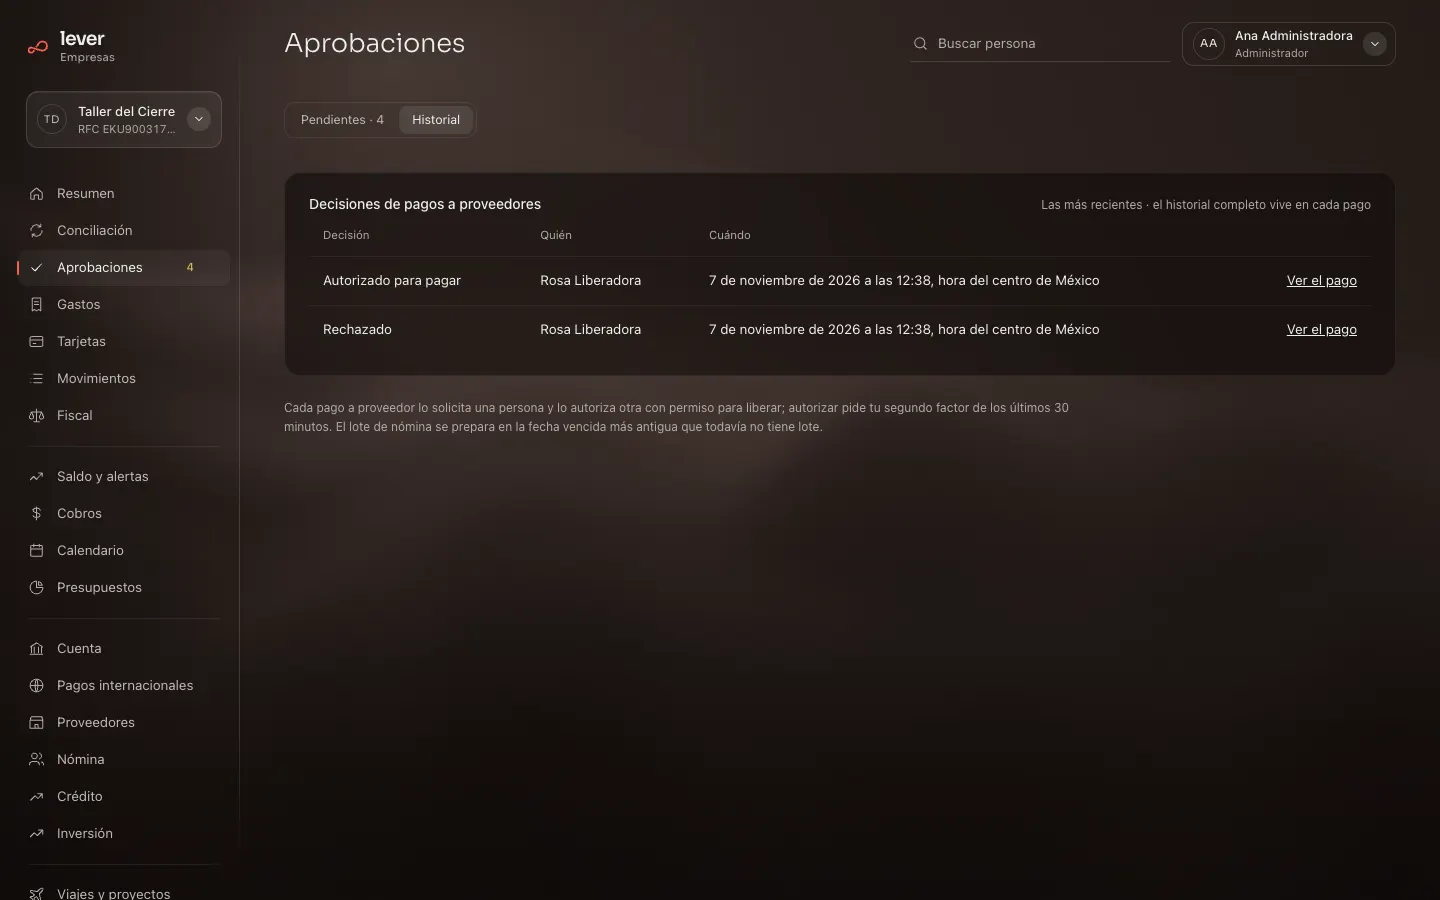 lever
Empresas
TD
Taller del Cierre
RFC EKU900317...
Resumen
Conciliación
Aprobaciones 4
Gastos
Tarjetas
Movimientos
Fiscal
Saldo y alertas
Cobros
Calendario
Presupuestos
Cuenta
Pagos internacionales
Proveedores
Nómina
Crédito
Inversión
Viajes y proyectos
Aprobaciones
Buscar persona
AA
Ana Administradora
Administrador
Pendientes · 4 Historial
Decisiones de pagos a proveedores
Las más recientes · el historial completo vive en cada pago
Decisión Quién Cuándo
Autorizado para pagar Rosa Liberadora 7 de noviembre de 2026 a las 12:38, hora del centro de México Ver el pago
Rechazado Rosa Liberadora 7 de noviembre de 2026 a las 12:38, hora del centro de México Ver el pago
Cada pago a proveedor lo solicita una persona y lo autoriza otra con permiso para liberar; autorizar pide tu segundo factor de los últimos 30
minutos. El lote de nómina se prepara en la fecha vencida más antigua que todavía no tiene lote.